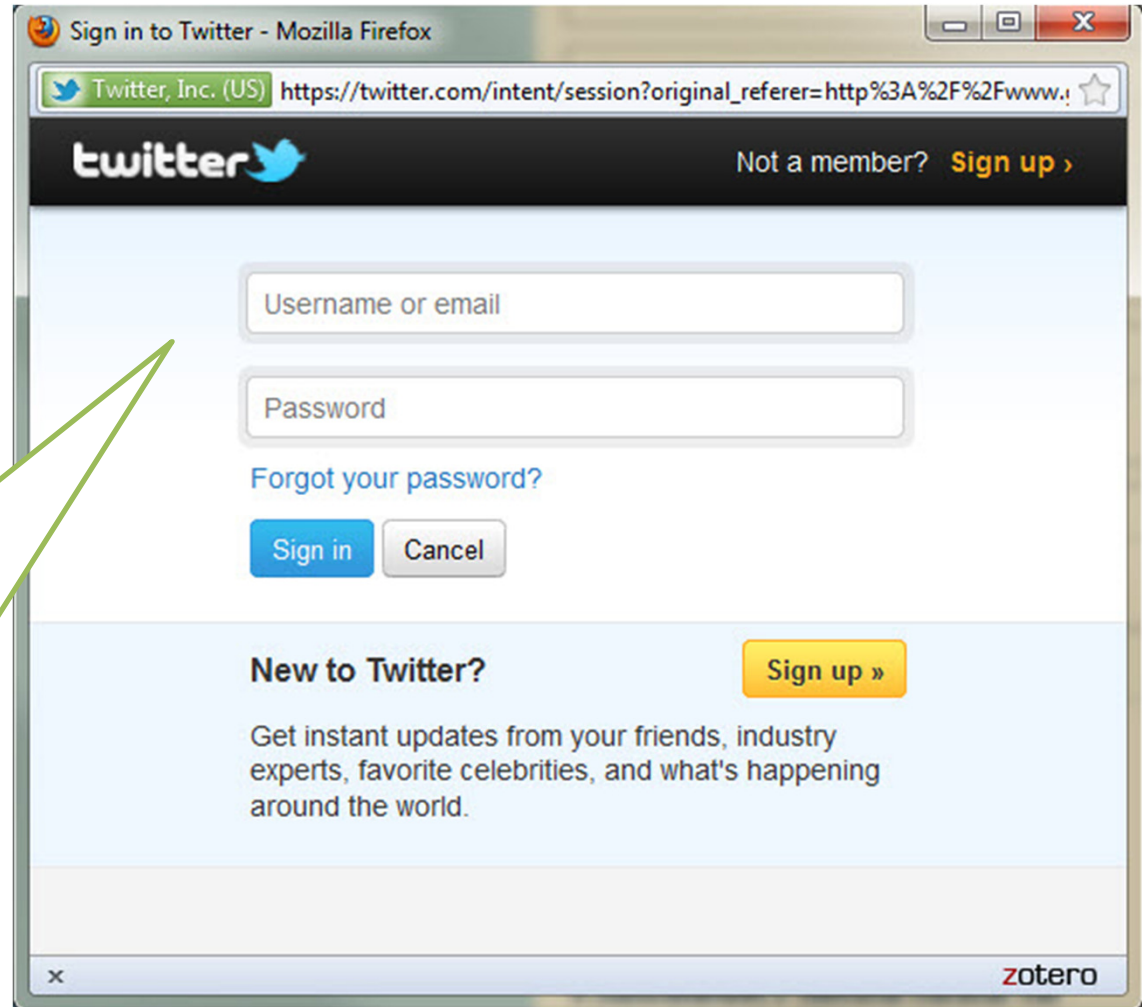 Sign in to Twitter - Mozilla Firefox
Twitter, Inc. (US) https://twitter.com/intent/session?original_referer=http%3A%2F%2Fwww.
twitter Not a member? Sign up ›
Username or email
Password
Forgot your password?
Sign in Cancel
New to Twitter? Sign up »
Get instant updates from your friends, industry
experts, favorite celebrities, and what's happening
around the world.
x zotero